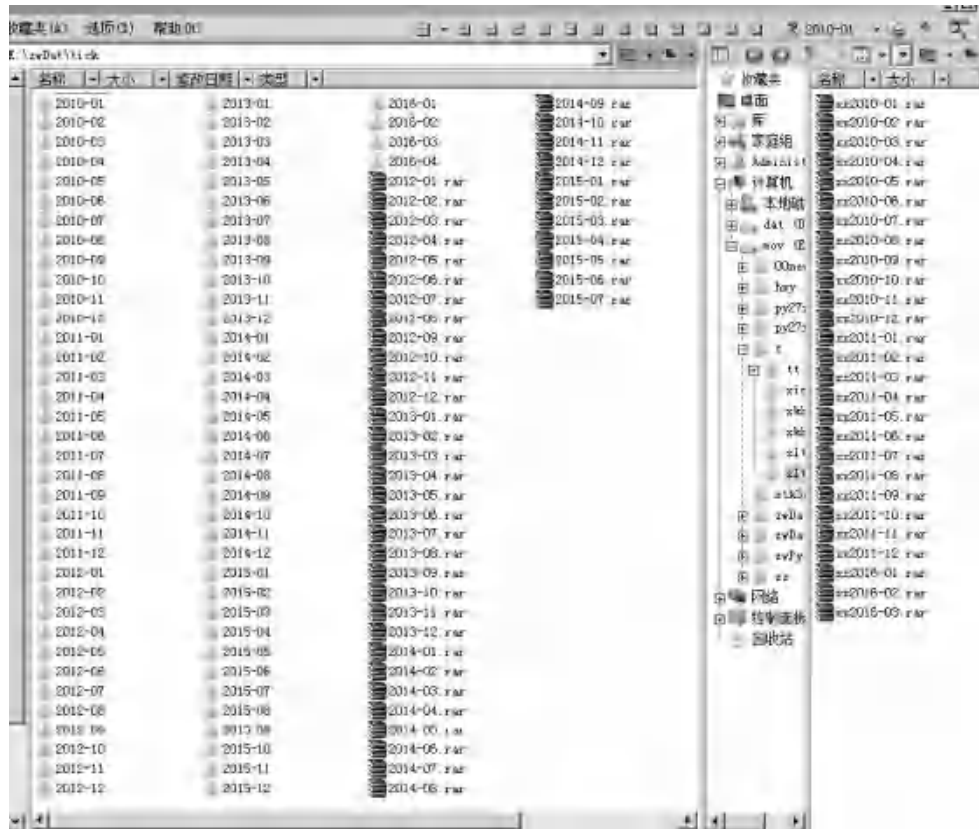 选项(S) 帮助(H)
2010-01
名称 大小 修改日期 类型
2010-01
2010-02
2010-03
2010-04
2010-05
2010-06
2010-07
2010-08
2010-09
2010-10
2010-11
2010-12
2011-01
2011-02
2011-03
2011-04
2011-05
2011-06
2011-07
2011-08
2011-09
2011-10
2011-11
2011-12
2012-01
2012-02
2012-03
2012-04
2012-05
2012-06
2012-07
2012-08
2012-09
2012-10
2012-11
2012-12
2013-01
2013-02
2013-03
2013-04
2013-05
2013-06
2013-07
2013-08
2013-09
2013-10
2013-11
2013-12
2014-01
2014-02
2014-03
2014-04
2014-05
2014-06
2014-07
2014-08
2014-09
2014-10
2014-11
2014-12
2015-01
2015-02
2015-03
2015-04
2015-05
2015-06
2015-07
2015-08
2015-09
2015-10
2015-11
2015-12
2016-01
2016-02
2016-03
2016-04
2012-01.rar
2012-02.rar
2012-03.rar
2012-04.rar
2012-05.rar
2012-06.rar
2012-07.rar
2012-08.rar
2012-09.rar
2012-10.rar
2012-11.rar
2012-12.rar
2013-01.rar
2013-02.rar
2013-03.rar
2013-04.rar
2013-05.rar
2013-06.rar
2013-07.rar
2013-08.rar
2013-09.rar
2013-10.rar
2013-11.rar
2013-12.rar
2014-01.rar
2014-02.rar
2014-03.rar
2014-04.rar
2014-05.rar
2014-06.rar
2014-07.rar
2014-08.rar
2014-09.rar
2014-10.rar
2014-11.rar
2014-12.rar
2015-01.rar
2015-02.rar
2015-03.rar
2015-04.rar
2015-05.rar
2015-06.rar
2015-07.rar
收藏夹
桌面
库
家庭组
Administ
计算机
本地磁
dat (D
mov (E
py27
py27
tt
网络
控制面板
回收站
名称 大小
xx2010-01.rar
xx2010-02.rar
xx2010-03.rar
xx2010-04.rar
xx2010-05.rar
xx2010-06.rar
xx2010-07.rar
xx2010-08.rar
xx2010-09.rar
xx2010-10.rar
xx2010-11.rar
xx2010-12.rar
xx2011-01.rar
xx2011-02.rar
xx2011-03.rar
xx2011-04.rar
xx2011-05.rar
xx2011-06.rar
xx2011-07.rar
xx2011-08.rar
xx2011-09.rar
xx2011-10.rar
xx2011-11.rar
xx2011-12.rar
xx2016-01.rar
xx2016-02.rar
xx2016-03.rar